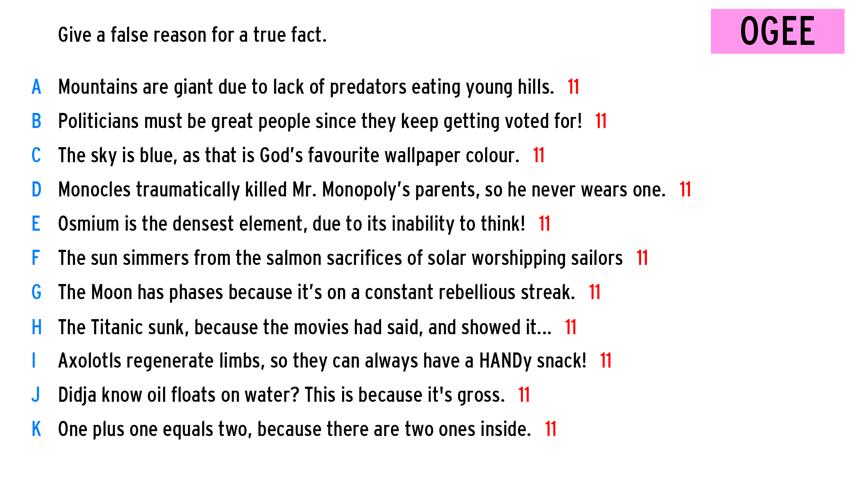 Give a false reason for a true fact.
OGEE
A Mountains are giant due to lack of predators eating young hills. 11
B Politicians must be great people since they keep getting voted for! 11
C The sky is blue, as that is God's favourite wallpaper colour. 11
D Monocles traumatically killed Mr. Monopoly's parents, so he never wears one. 11
E Osmium is the densest element, due to its inability to think! 11
F The sun simmers from the salmon sacrifices of solar worshipping sailors 11
G The Moon has phases because it's on a constant rebellious streak. 11
H The Titanic sunk, because the movies had said, and showed it... 11
I Axolotls regenerate limbs, so they can always have a HANDy snack! 11
J Didja know oil floats on water? This is because it's gross. 11
K One plus one equals two, because there are two ones inside. 11